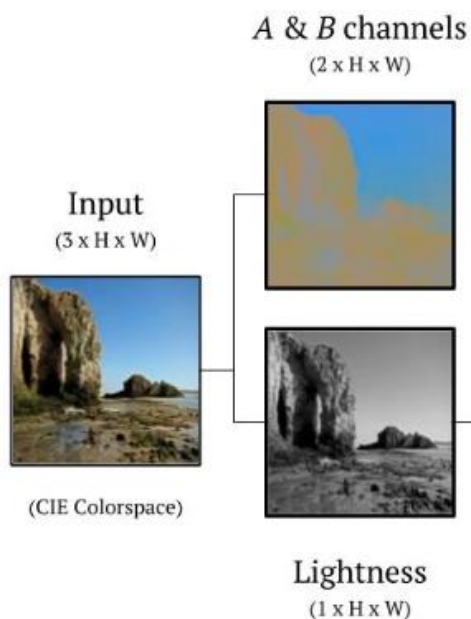 A & B channels
(2 x H x W)
Input
(3 x H x W)
(CIE Colorspace)
Lightness
(1 x H x W)